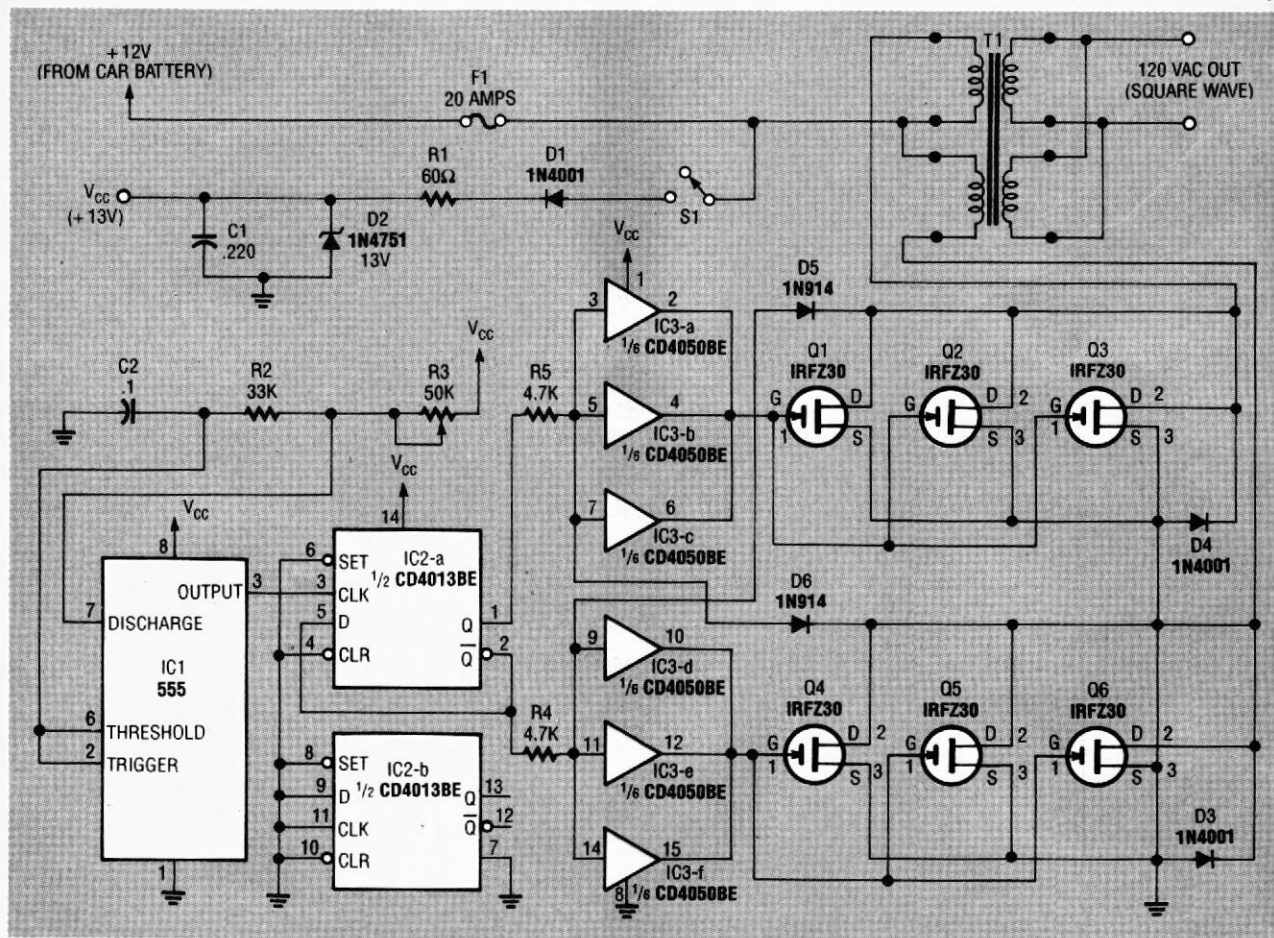 +12V
(FROM CAR BATTERY)
F1
20 AMPS
T1
120 VAC OUT
(SQUARE WAVE)
R1
60Ω
D1
1N4001
S1
VCC
(+13V)
C1
.220
D2
1N4751
13V
VCC
1
3
2
IC3-a
1/6 CD4050BE
D5
1N914
C2
.1
R2
33K
R3
50K
VCC
R5
4.7K
5
4
IC3-b
1/6 CD4050BE
7
6
IC3-c
1/6 CD4050BE
Q1
IRFZ30
G
1
D
S
Q2
IRFZ30
G
D
2
S
3
Q3
IRFZ30
G
1
D
2
S
3
D4
1N4001
VCC
8
OUTPUT
3
7
DISCHARGE
IC1
555
6
THRESHOLD
2
TRIGGER
1
VCC
14
6
SET
IC2-a
1/2 CD4013BE
3
CLK
5
D
Q
1
4
CLR
Q
2
8
SET
IC2-b
1/2 CD4013BE
9
D
Q
13
11
CLK
Q
12
10
CLR
7
R4
4.7K
D6
1N914
9
10
IC3-d
1/6 CD4050BE
11
12
IC3-e
1/6 CD4050BE
14
15
IC3-f
8
1/6 CD4050BE
Q4
IRFZ30
G
1
D
2
S
3
Q5
IRFZ30
G
D
2
S
3
Q6
IRFZ30
G
1
D
2
S
3
D3
1N4001